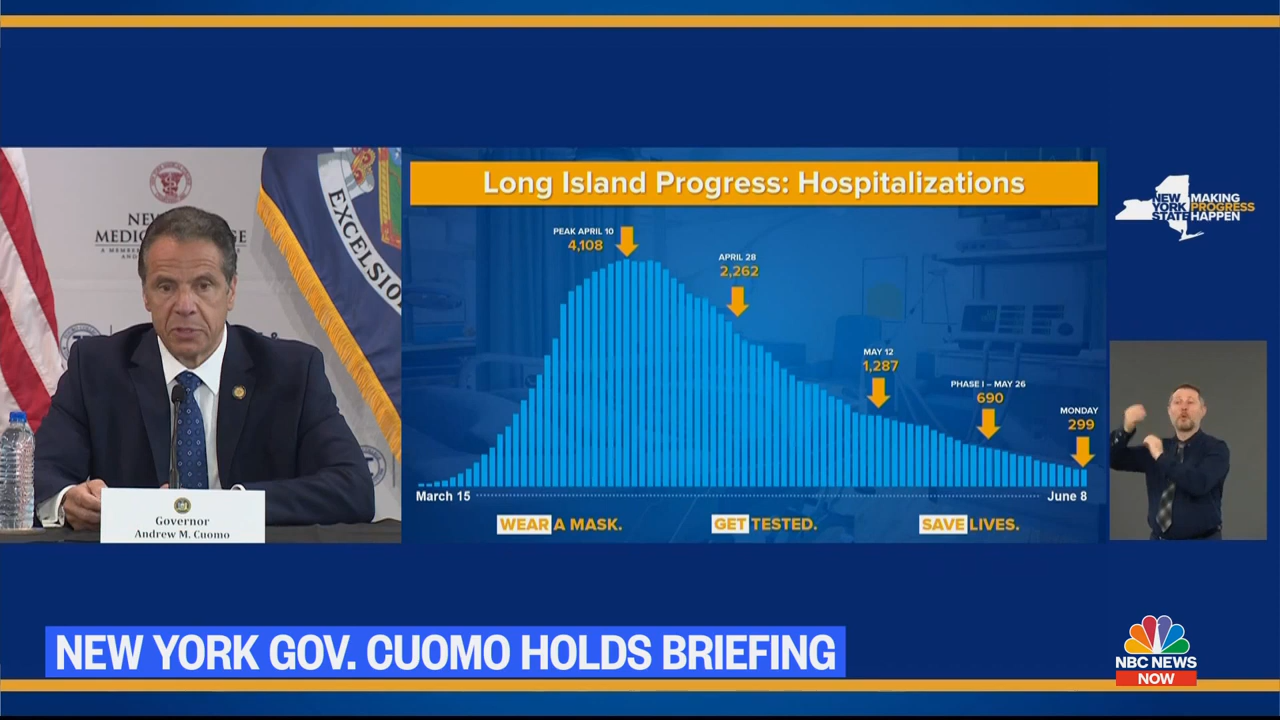 Long Island Progress: Hospitalizations
PEAK APRIL 10
4,108
APRIL 28
2,262
MAY 12
1,287
PHASE I – MAY 26
690
MONDAY
299
March 15
June 8
WEAR A MASK.
GET TESTED.
SAVE LIVES.
EXCELSIO
Governor
Andrew M. Cuomo
NEW YORK STATE
MAKING PROGRESS HAPPEN
NEW YORK GOV. CUOMO HOLDS BRIEFING
NBC NEWS
NOW